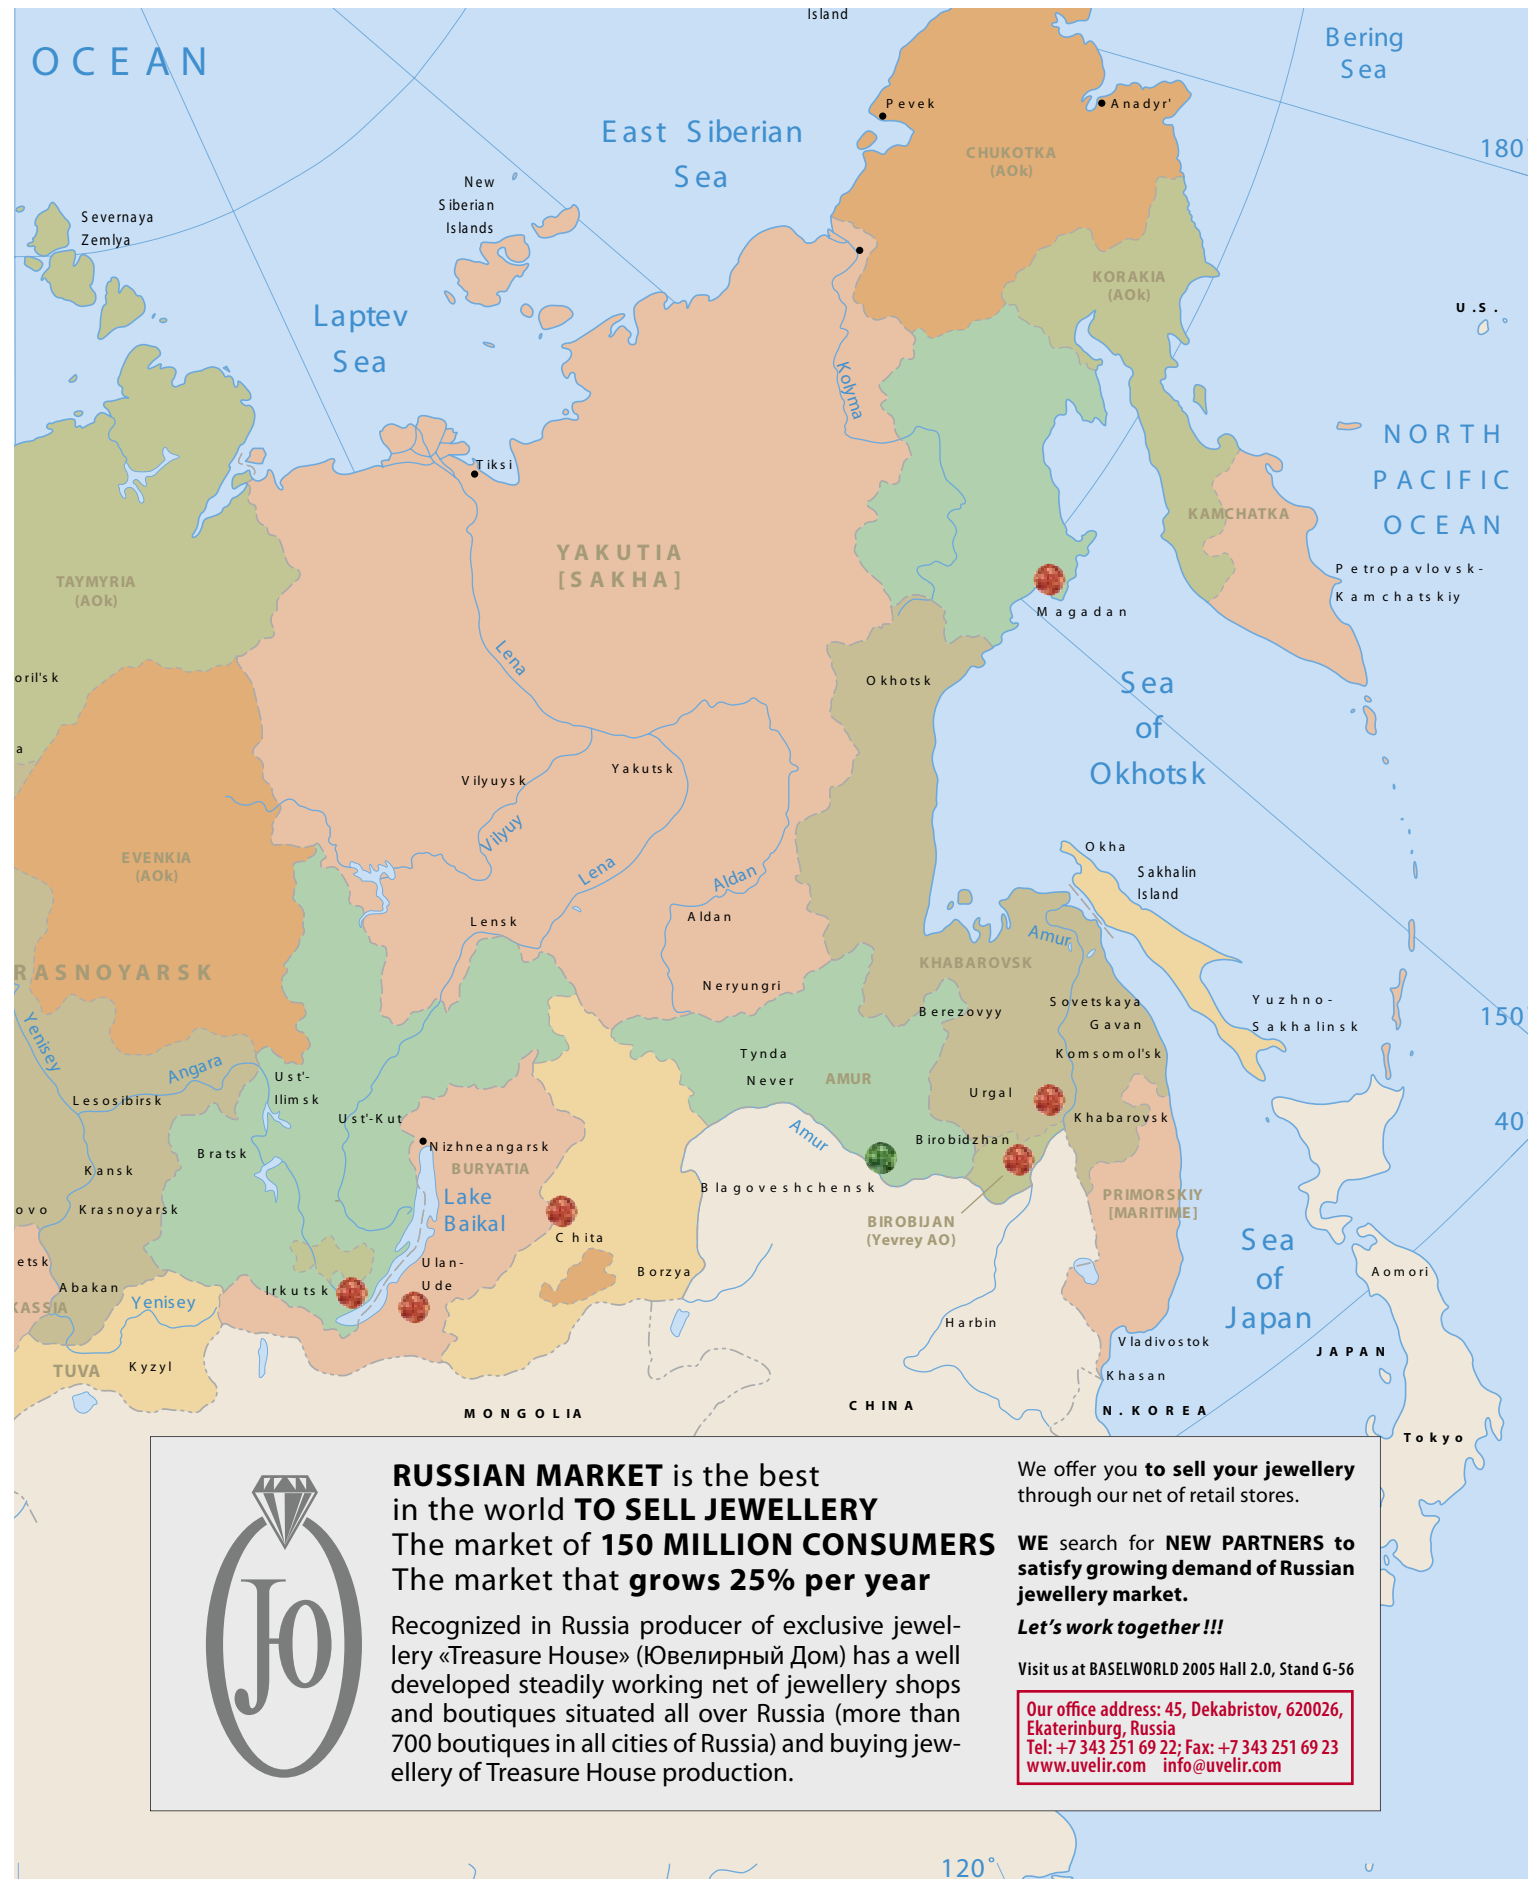 Island
OCEAN
Bering
Sea
Pevek
Anadyr'
East Siberian
Sea
CHUKOTKA
(AOk)
180°
New
Siberian
Islands
Severnaya
Zemlya
KORAKIA
(AOk)
U.S.
Laptev
Sea
Kolyma
NORTH
PACIFIC
OCEAN
Tiksi
KAMCHATKA
YAKUTIA
[SAKHA]
Petropavlovsk-
Kamchatskiy
TAYMYRIA
(AOk)
Magadan
Lena
oril'sk
Okhotsk
Sea
of
Okhotsk
a
Vilyuysk
Yakutsk
Vilyuy
Lena
Aldan
EVENKIA
(AOk)
Okha
Sakhalin
Island
Lensk
Aldan
Amur
RASNOYARSK
KHABAROVSK
Neryungri
Berezovyy
Sovetskaya
Gavan
Yuzhno-
Sakhalinsk
150°
Yenisey
Angara
Tynda
Never
AMUR
Komsomol'sk
Ust'-
Ilimsk
Lesosibirsk
Urgal
Ust'-Kut
Khabarovsk
40°
Amur
Birobidzhan
Nizhneangarsk
Bratsk
BURYATIA
Kansk
Lake
Baikal
Blagoveshchensk
PRIMORSKIY
[MARITIME]
ovo
Krasnoyarsk
BIROBIJAN
(Yevrey AO)
Chita
Sea
of
Japan
etsk
Ulan-
Ude
Borzya
Aomori
Abakan
Irkutsk
KASSIA
Yenisey
Harbin
Vladivostok
JAPAN
TUVA
Kyzyl
Khasan
MONGOLIA
CHINA
N.KOREA
Tokyo
RUSSIAN MARKET is the best
in the world TO SELL JEWELLERY
The market of 150 MILLION CONSUMERS
The market that grows 25% per year
Recognized in Russia producer of exclusive jewel-
lery «Treasure House» (Ювелирный Дом) has a well
developed steadily working net of jewellery shops
and boutiques situated all over Russia (more than
700 boutiques in all cities of Russia) and buying jew-
ellery of Treasure House production.
We offer you to sell your jewellery
through our net of retail stores.
WE search for NEW PARTNERS to
satisfy growing demand of Russian
jewellery market.
Let's work together !!!
Visit us at BASELWORLD 2005 Hall 2.0, Stand G-56
Our office address: 45, Dekabristov, 620026,
Ekaterinburg, Russia
Tel: +7 343 251 69 22; Fax: +7 343 251 69 23
www.uvelir.com info@uvelir.com
120°